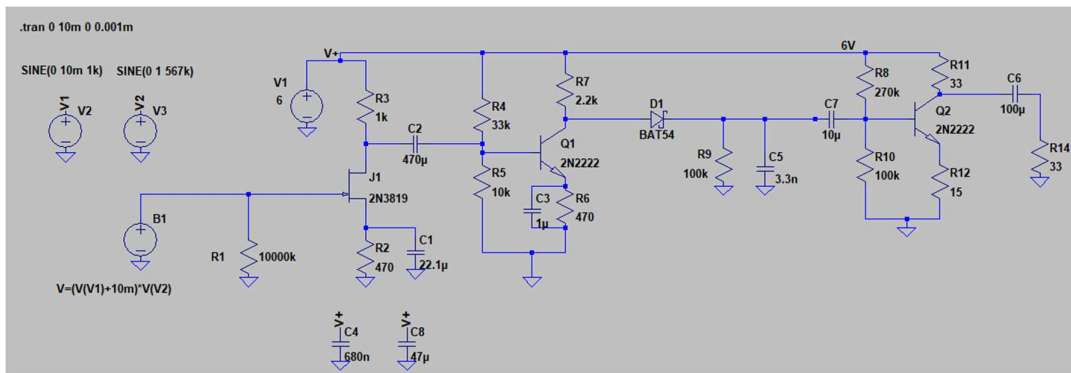 .tran 0 10m 0 0.001m
V+
6V
SINE(0 10m 1k)
SINE(0 1 567k)
V1
6
R3
1k
R4
33k
R7
2.2k
R8
270k
R11
33
C6
100µ
V1
V2
V2
V3
C2
470µ
D1
BAT54
C7
10µ
Q2
2N2222
Q1
2N2222
R14
33
J1
2N3819
R5
10k
R9
100k
C5
3.3n
R10
100k
R12
15
B1
R1
10000k
R2
470
C1
22.1µ
C3
1µ
R6
470
V=(V(V1)+10m)*V(V2)
V+
C4
680n
V+
C8
47µ